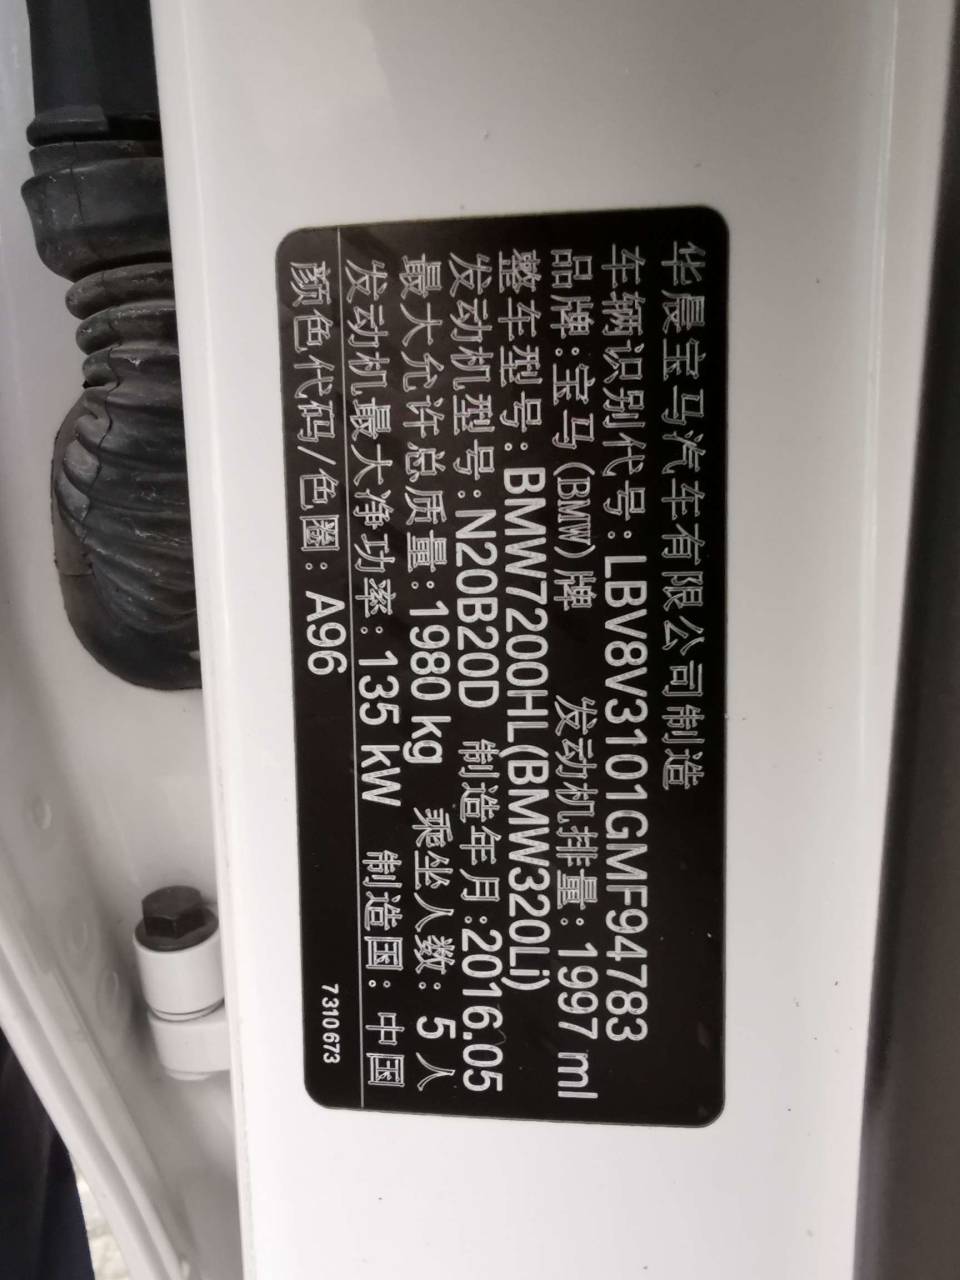 华晨宝马汽车有限公司制造
车辆识别代号:LBV8V3101GMF94783
品牌:宝马(BMW)牌 发动机排量:1997 ml
整车型号:BMW7200HL(BMW320Li)
发动机型号:N20B20D 制造年月:2016.05
最大允许总质量:1980 kg 乘坐人数:5人
发动机最大净功率:135 kW 制造国:中国
颜色代码/色圈:A96
7310673